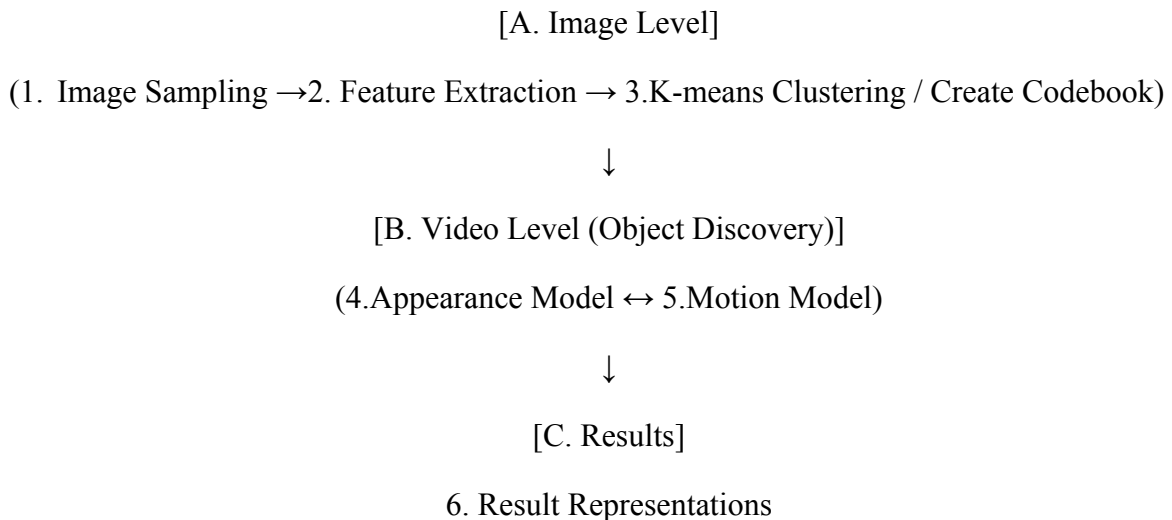 [A. Image Level]
(1. Image Sampling →2. Feature Extraction → 3.K-means Clustering / Create Codebook)
↓
[B. Video Level (Object Discovery)]
(4.Appearance Model ↔ 5.Motion Model)
↓
[C. Results]
6. Result Representations